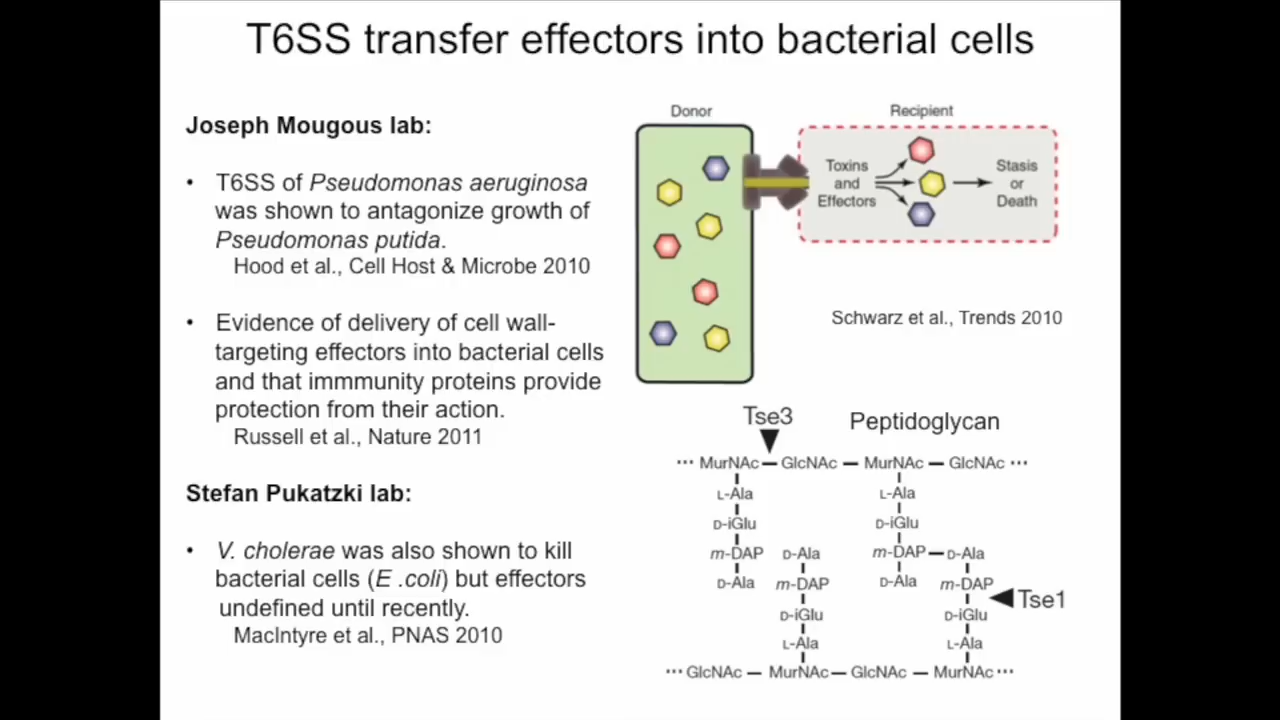 T6SS transfer effectors into bacterial cells
Joseph Mougous lab:
• T6SS of Pseudomonas aeruginosa
was shown to antagonize growth of
Pseudomonas putida.
Hood et al., Cell Host & Microbe 2010
• Evidence of delivery of cell wall-
targeting effectors into bacterial cells
and that immmunity proteins provide
protection from their action.
Russell et al., Nature 2011
Stefan Pukatzki lab:
• V. cholerae was also shown to kill
bacterial cells (E .coli) but effectors
undefined until recently.
MacIntyre et al., PNAS 2010
Donor
Recipient
Toxins
and
Effectors
Stasis
or
Death
Schwarz et al., Trends 2010
Tse3
Peptidoglycan
··· MurNAc — GlcNAc — MurNAc — GlcNAc ···
L-Ala L-Ala
D-iGlu D-iGlu
m-DAP D-Ala m-DAP — D-Ala
D-Ala m-DAP D-Ala m-DAP
Tse1
D-iGlu D-iGlu
L-Ala L-Ala
··· GlcNAc — MurNAc — GlcNAc — MurNAc ···